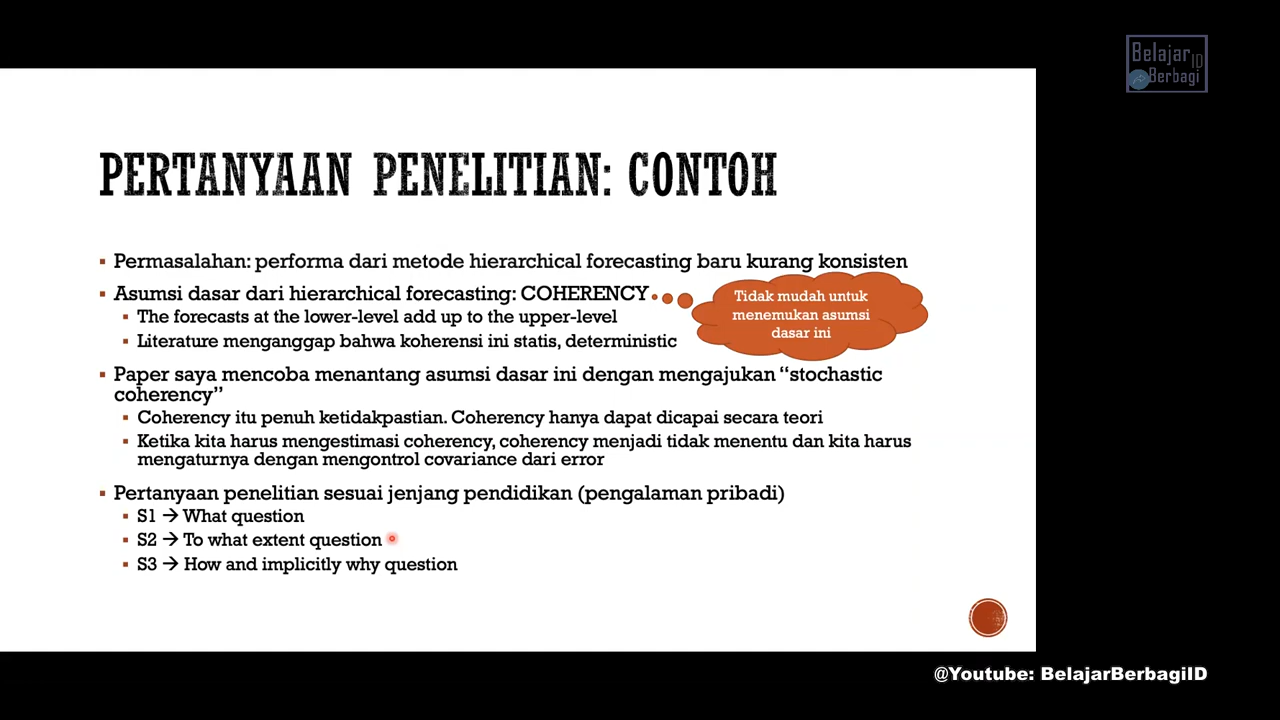 Belajar
ID
Berbagi
PERTANYAAN PENELITIAN: CONTOH
▪ Permasalahan: performa dari metode hierarchical forecasting baru kurang konsisten
▪ Asumsi dasar dari hierarchical forecasting: COHERENCY
Tidak mudah untuk
menemukan asumsi
dasar ini
▪ The forecasts at the lower-level add up to the upper-level
▪ Literature menganggap bahwa koherensi ini statis, deterministic
▪ Paper saya mencoba menantang asumsi dasar ini dengan mengajukan “stochastic
coherency”
▪ Coherency itu penuh ketidakpastian. Coherency hanya dapat dicapai secara teori
▪ Ketika kita harus mengestimasi coherency, coherency menjadi tidak menentu dan kita harus
mengaturnya dengan mengontrol covariance dari error
▪ Pertanyaan penelitian sesuai jenjang pendidikan (pengalaman pribadi)
▪ S1 → What question
▪ S2 → To what extent question
▪ S3 → How and implicitly why question
@Youtube: BelajarBerbagiID